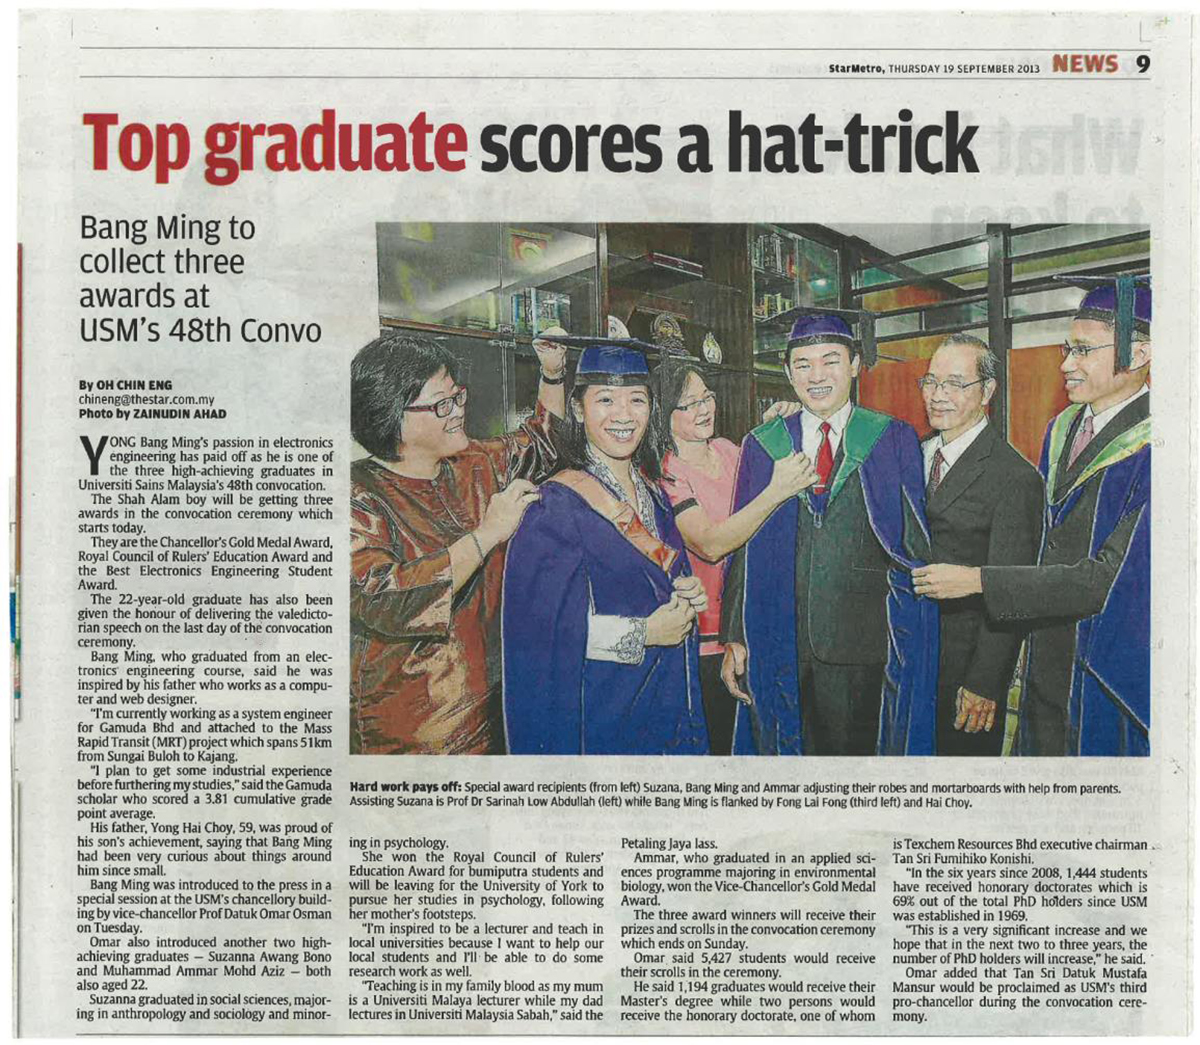 StarMetro, THURSDAY 19 SEPTEMBER 2013 NEWS 9
Top graduate scores a hat-trick
Bang Ming to
collect three
awards at
USM's 48th Convo
By OH CHIN ENG
chineng@thestar.com.my
Photo by ZAINUDIN AHAD
YONG Bang Ming's passion in electronics
engineering has paid off as he is one of
the three high-achieving graduates in
Universiti Sains Malaysia's 48th convocation.
The Shah Alam boy will be getting three
awards in the convocation ceremony which
starts today.
They are the Chancellor's Gold Medal Award,
Royal Council of Rulers' Education Award and
the Best Electronics Engineering Student
Award.
The 22-year-old graduate has also been
given the honour of delivering the valedicto-
rian speech on the last day of the convocation
ceremony.
Bang Ming, who graduated from an elec-
tronics engineering course, said he was
inspired by his father who works as a compu-
ter and web designer.
"I'm currently working as a system engineer
for Gamuda Bhd and attached to the Mass
Rapid Transit (MRT) project which spans 51km
from Sungai Buloh to Kajang.
"I plan to get some industrial experience
before furthering my studies," said the Gamuda
scholar who scored a 3.81 cumulative grade
point average.
His father, Yong Hai Choy, 59, was proud of
his son's achievement, saying that Bang Ming
had been very curious about things around
him since small.
Bang Ming was introduced to the press in a
special session at the USM's chancellory build-
ing by vice-chancellor Prof Datuk Omar Osman
on Tuesday.
Omar also introduced another two high-
achieving graduates – Suzanna Awang Bono
and Muhammad Ammar Mohd Aziz – both
also aged 22.
Suzanna graduated in social sciences, major-
ing in anthropology and sociology and minor-
Hard work pays off: Special award recipients (from left) Suzana, Bang Ming and Ammar adjusting their robes and mortarboards with help from parents.
Assisting Suzana is Prof Dr Sarinah Low Abdullah (left) while Bang Ming is flanked by Fong Lai Fong (third left) and Hai Choy.
ing in psychology.
She won the Royal Council of Rulers'
Education Award for bumiputra students and
will be leaving for the University of York to
pursue her studies in psychology, following
her mother's footsteps.
"I'm inspired to be a lecturer and teach in
local universities because I want to help our
local students and I'll be able to do some
research work as well.
"Teaching is in my family blood as my mum
is a Universiti Malaya lecturer while my dad
lectures in Universiti Malaysia Sabah," said the
Petaling Jaya lass.
Ammar, who graduated in an applied sci-
ences programme majoring in environmental
biology, won the Vice-Chancellor's Gold Medal
Award.
The three award winners will receive their
prizes and scrolls in the convocation ceremony
which ends on Sunday.
Omar said 5,427 students would receive
their scrolls in the ceremony.
He said 1,194 graduates would receive their
Master's degree while two persons would
receive the honorary doctorate, one of whom
is Texchem Resources Bhd executive chairman
Tan Sri Fumihiko Konishi.
"In the six years since 2008, 1,444 students
have received honorary doctorates which is
69% out of the total PhD holders since USM
was established in 1969.
"This is a very significant increase and we
hope that in the next two to three years, the
number of PhD holders will increase," he said.
Omar added that Tan Sri Datuk Mustafa
Mansur would be proclaimed as USM's third
pro-chancellor during the convocation cere-
mony.